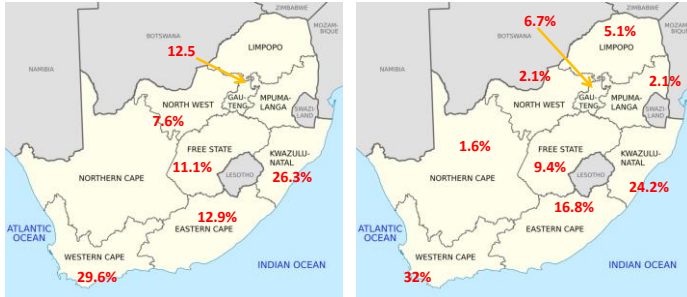 ZIMBABWE
BOTSWANA
MOZAM-
BIQUE
LIMPOPO
12.5
NAMIBIA
NORTH WEST
GAU-
TENG
MPUMA-
LANGA
SWAZI-
LAND
7.6%
FREE STATE
KWAZULU-
NATAL
11.1%
LESOTHO
26.3%
NORTHERN CAPE
12.9%
EASTERN CAPE
ATLANTIC
OCEAN
WESTERN CAPE
INDIAN OCEAN
29.6%
ZIMBABWE
6.7%
BOTSWANA
5.1%
MOZAM-
BIQUE
LIMPOPO
NAMIBIA
2.1%
2.1%
NORTH WEST
GAU-
TENG
MPUMA-
LANGA
SWAZI-
LAND
1.6%
FREE STATE
KWAZULU-
NATAL
9.4%
LESOTHO
NORTHERN CAPE
24.2%
16.8%
EASTERN CAPE
ATLANTIC
OCEAN
WESTERN CAPE
INDIAN OCEAN
32%